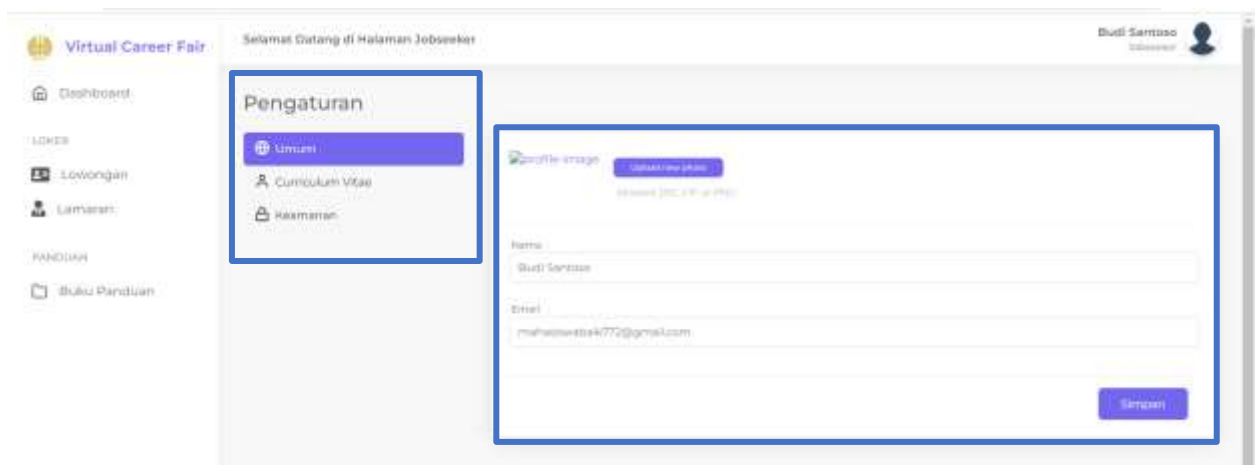 Virtual Career Fair
Selamat Datang di Halaman Jobseeker
Budi Santoso
Jobseeker
Dashboard
LOKER
Lowongan
Lamaran
PANDUAN
Buku Panduan
Pengaturan
Umum
Curriculum Vitae
Keamanan
profile-image
Upload new photo
Nama
Budi Santoso
Email
Simpan